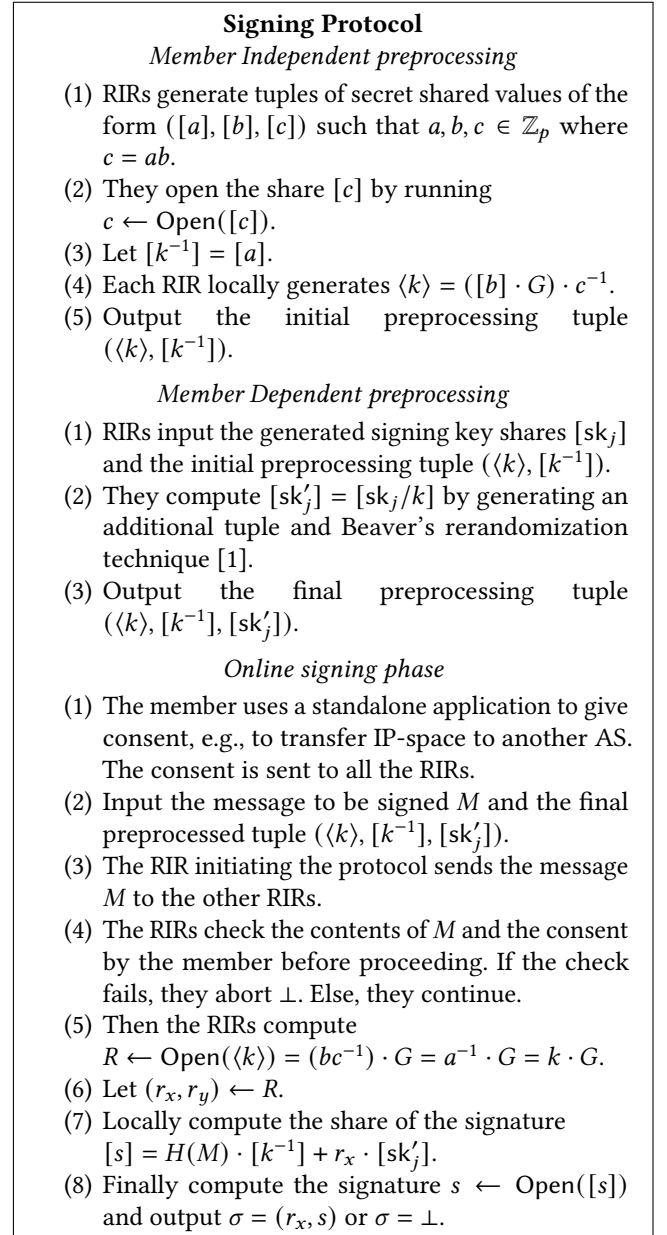 Signing Protocol
Member Independent preprocessing
(1) RIRs generate tuples of secret shared values of the
form ([a], [b], [c]) such that a, b, c ∈ ℤₚ where
c = ab.
(2) They open the share [c] by running
c ← Open([c]).
(3) Let [k⁻¹] = [a].
(4) Each RIR locally generates ⟨k⟩ = ([b] · G) · c⁻¹.
(5) Output the initial preprocessing tuple
(⟨k⟩, [k⁻¹]).
Member Dependent preprocessing
(1) RIRs input the generated signing key shares [skⱼ]
and the initial preprocessing tuple (⟨k⟩, [k⁻¹]).
(2) They compute [sk′ⱼ] = [skⱼ/k] by generating an
additional tuple and Beaver's rerandomization
technique [1].
(3) Output the final preprocessing tuple
(⟨k⟩, [k⁻¹], [sk′ⱼ]).
Online signing phase
(1) The member uses a standalone application to give
consent, e.g., to transfer IP-space to another AS.
The consent is sent to all the RIRs.
(2) Input the message to be signed M and the final
preprocessed tuple (⟨k⟩, [k⁻¹], [sk′ⱼ]).
(3) The RIR initiating the protocol sends the message
M to the other RIRs.
(4) The RIRs check the contents of M and the consent
by the member before proceeding. If the check
fails, they abort ⊥. Else, they continue.
(5) Then the RIRs compute
R ← Open(⟨k⟩) = (bc⁻¹) · G = a⁻¹ · G = k · G.
(6) Let (rₓ, r_y) ← R.
(7) Locally compute the share of the signature
[s] = H(M) · [k⁻¹] + rₓ · [sk′ⱼ].
(8) Finally compute the signature s ← Open([s])
and output σ = (rₓ, s) or σ = ⊥.